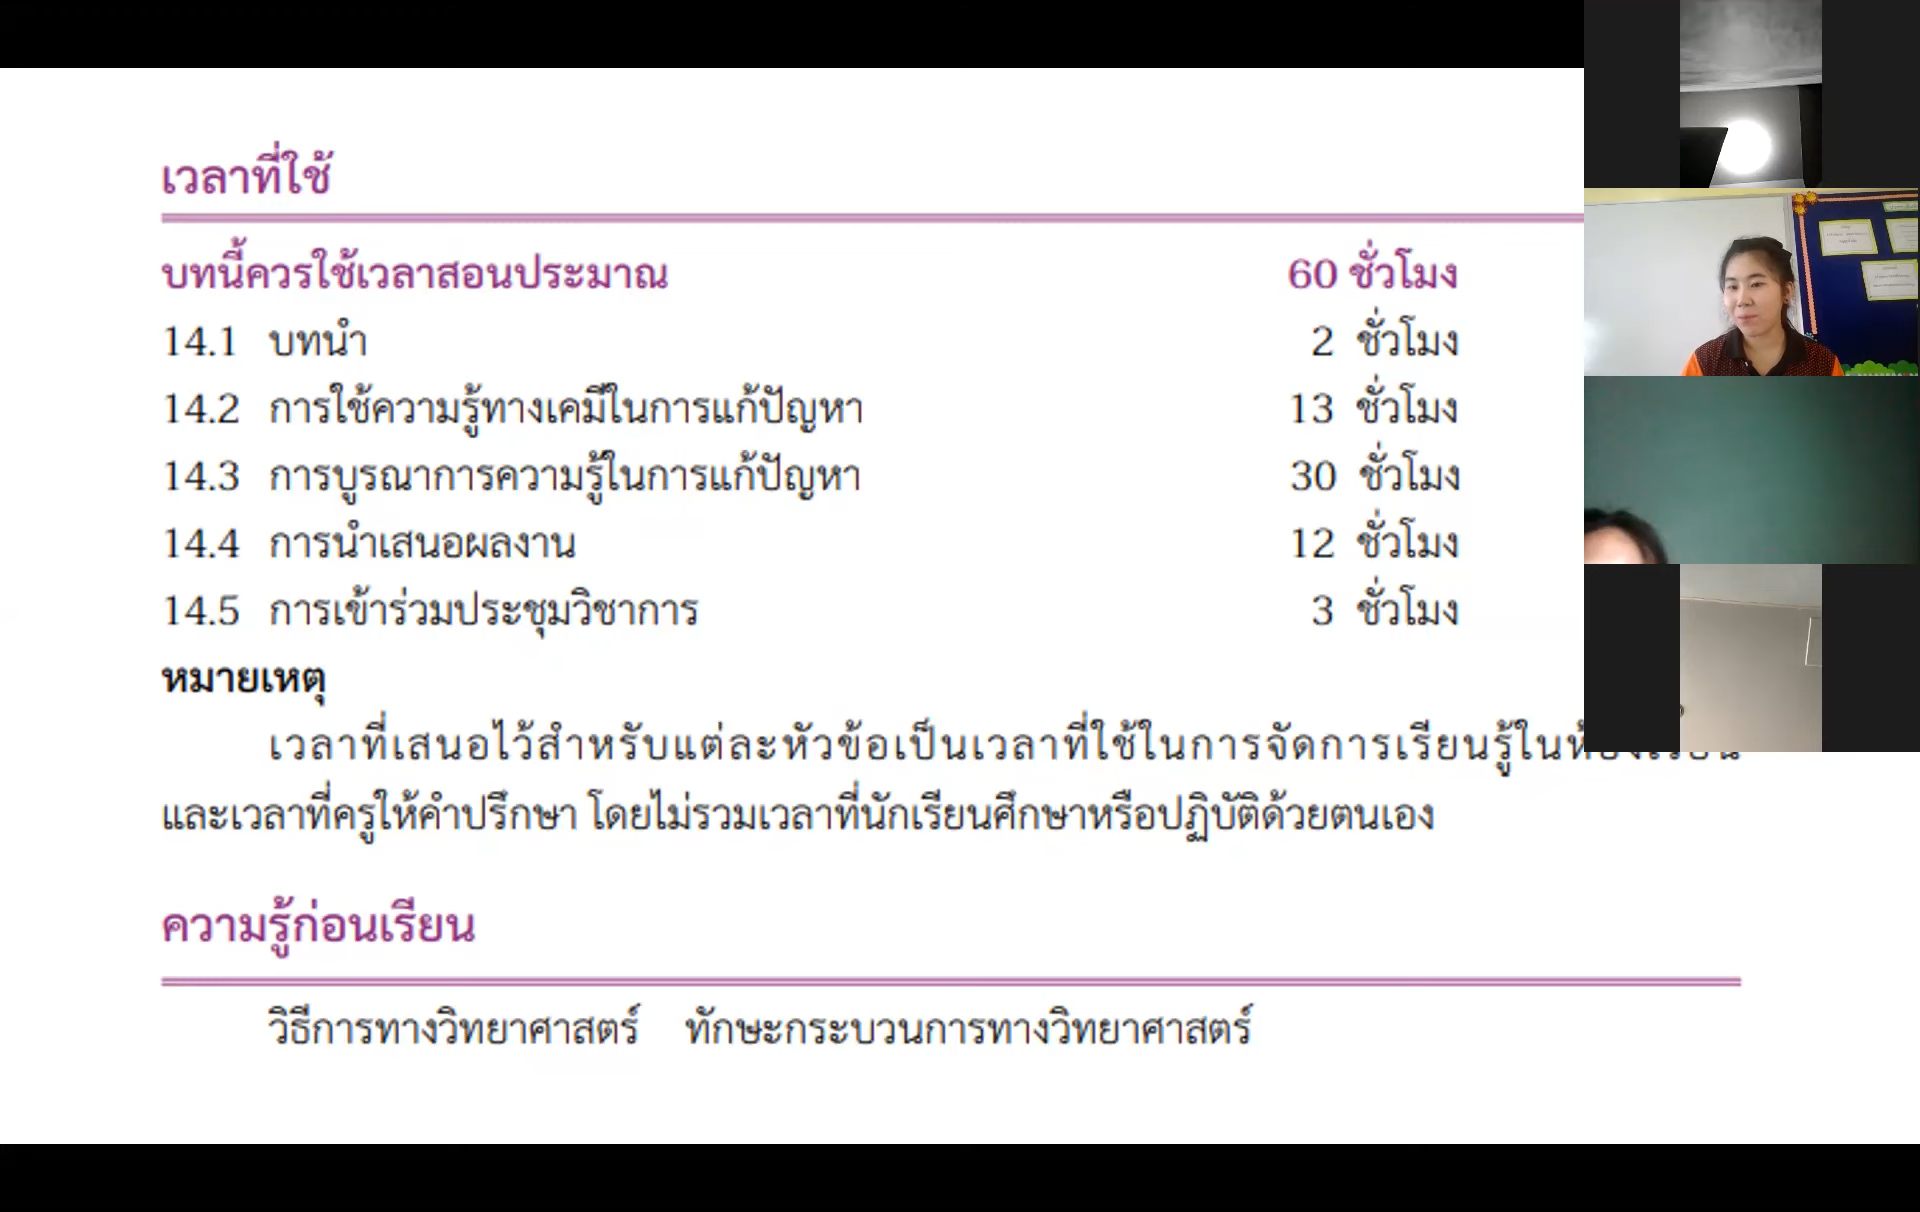 เวลาที่ใช้
บทนี้ควรใช้เวลาสอนประมาณ 60 ชั่วโมง
14.1 บทนำ 2 ชั่วโมง
14.2 การใช้ความรู้ทางเคมีในการแก้ปัญหา 13 ชั่วโมง
14.3 การบูรณาการความรู้ในการแก้ปัญหา 30 ชั่วโมง
14.4 การนำเสนอผลงาน 12 ชั่วโมง
14.5 การเข้าร่วมประชุมวิชาการ 3 ชั่วโมง
หมายเหตุ
เวลาที่เสนอไว้สำหรับแต่ละหัวข้อเป็นเวลาที่ใช้ในการจัดการเรียนรู้ใน
และเวลาที่ครูให้คำปรึกษา โดยไม่รวมเวลาที่นักเรียนศึกษาหรือปฏิบัติด้วยตนเอง
ความรู้ก่อนเรียน
วิธีการทางวิทยาศาสตร์ ทักษะกระบวนการทางวิทยาศาสตร์